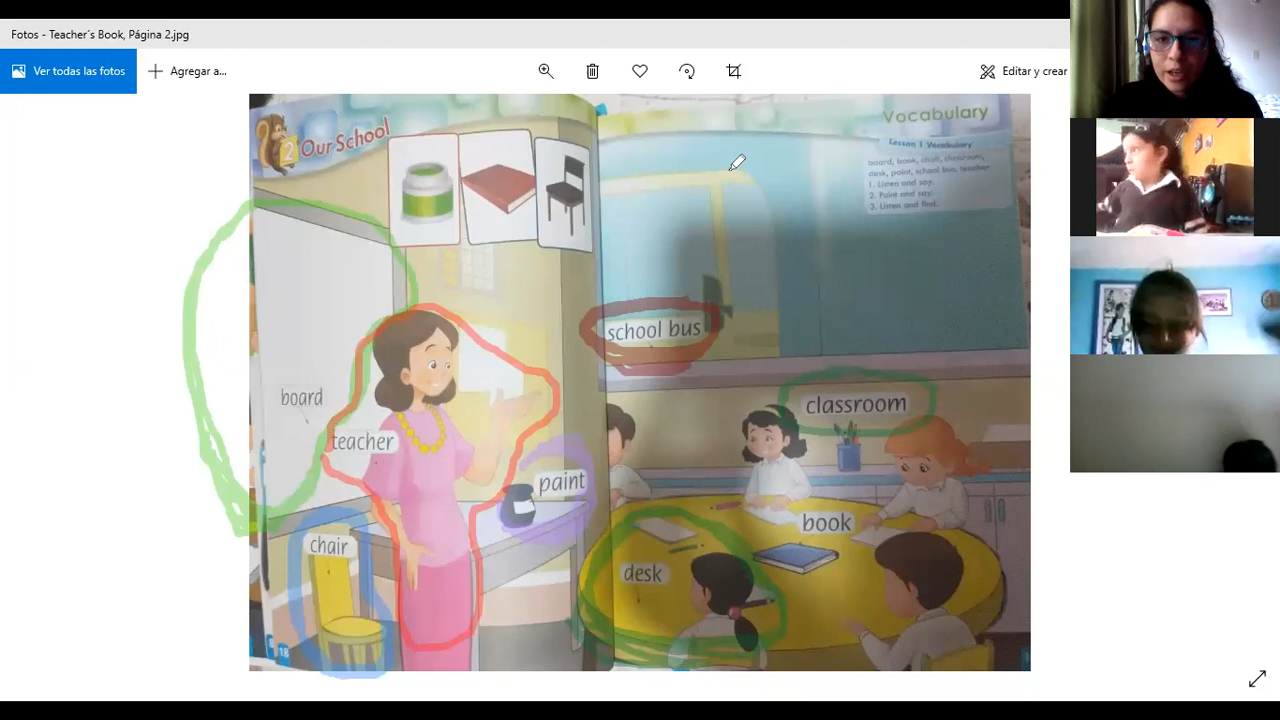 Fotos - Teacher´s Book, Página 2.jpg
Ver todas las fotos
Agregar a...
Editar y crear
2 Our School
Vocabulary
Lesson 1 Vocabulary
board, book, chair, classroom,
desk, paint, school bus, teacher
1. Listen and say.
2. Point and say.
3. Listen and find.
school bus
board
classroom
teacher
paint
book
chair
desk
18